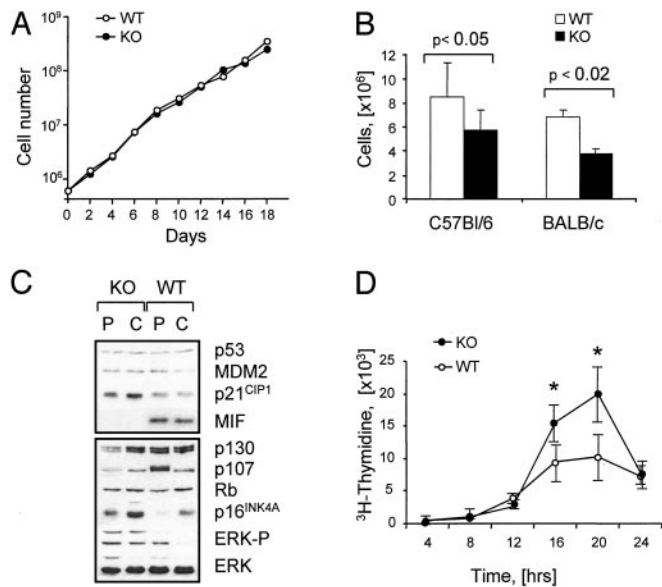 A
WT
KO
Cell number
10^9
10^8
10^7
10^6
0 2 4 6 8 10 12 14 16 18
Days
B
WT
KO
p< 0.05
p < 0.02
Cells, [x10^6]
12
10
8
6
4
2
0
C57Bl/6 BALB/c
C
KO WT
P C P C
p53
MDM2
p21^CIP1
MIF
p130
p107
Rb
p16^INK4A
ERK-P
ERK
D
KO
WT
* *
³H-Thymidine, [x10³]
25
20
15
10
5
0
4 8 12 16 20 24
Time, [hrs]